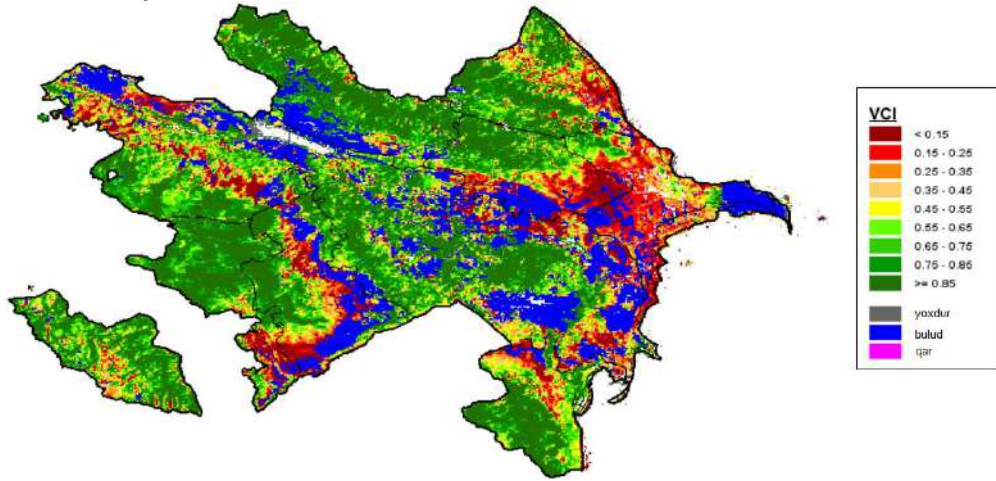 VCI
< 0.15
0.15 - 0.25
0.25 - 0.35
0.35 - 0.45
0.45 - 0.55
0.55 - 0.65
0.65 - 0.75
0.75 - 0.85
>= 0.85
yoxdur
bulud
qar